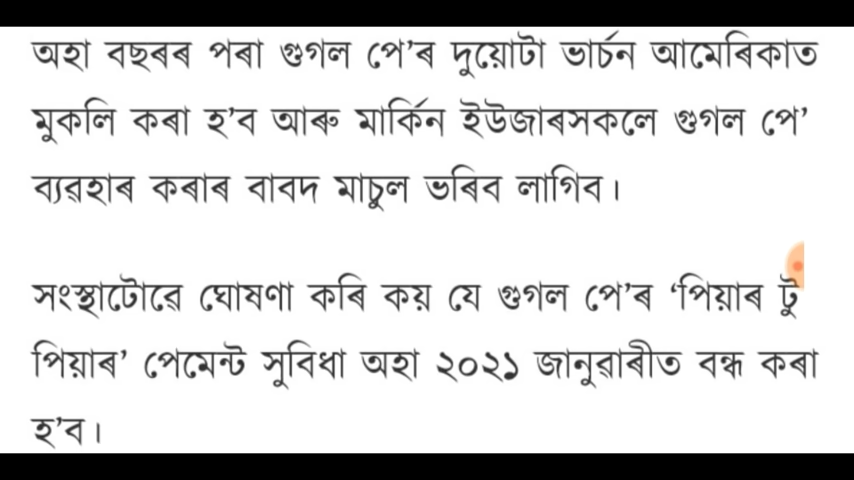 অহা বছৰৰ পৰা গুগল পে'ৰ দুয়োটা ভাৰ্চন আমেৰিকাত
মুকলি কৰা হ'ব আৰু মাৰ্কিন ইউজাৰসকলে গুগল পে'
ব্যৱহাৰ কৰাৰ বাবদ মাচুল ভৰিব লাগিব।
সংস্থাটোৱে ঘোষণা কৰি কয় যে গুগল পে'ৰ ‘পিয়াৰ টু
পিয়াৰ’ পেমেন্ট সুবিধা অহা ২০২১ জানুৱাৰীত বন্ধ কৰা
হ'ব।